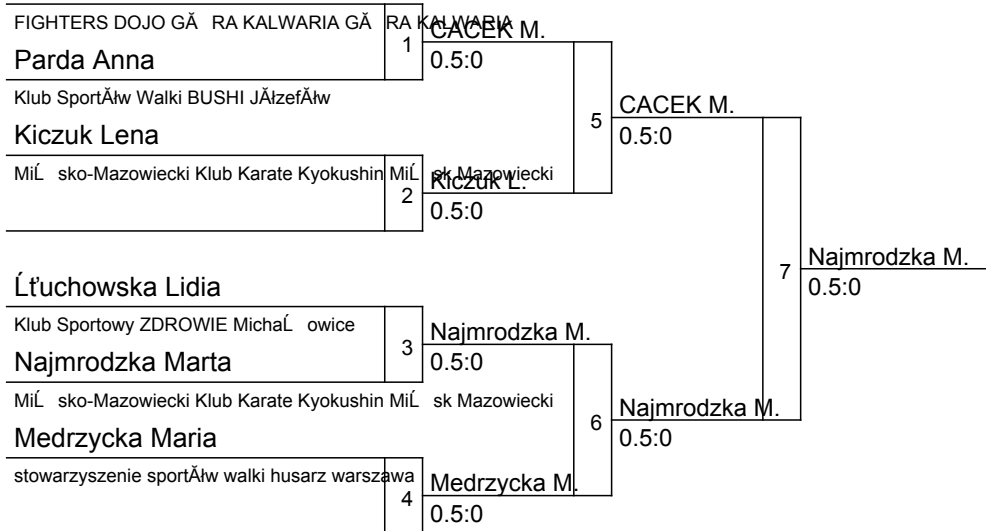 FIGHTERS DOJO GĂ RA KALWARIA GĂ RA KALWARIA
1
CACEK M.
Parda Anna
0.5:0
Klub SportĂłw Walki BUSHI JĂłzefĂłw
5
CACEK M.
Kiczuk Lena
0.5:0
MiĹ sko-Mazowiecki Klub Karate Kyokushin MiĹ sk Mazowiecki
2
Kiczuk L.
0.5:0
7
Najmrodzka M.
0.5:0
Ĺťuchowska Lidia
Klub Sportowy ZDROWIE MichaĹ owice
3
Najmrodzka M.
Najmrodzka Marta
0.5:0
MiĹ sko-Mazowiecki Klub Karate Kyokushin MiĹ sk Mazowiecki
6
Najmrodzka M.
Medrzycka Maria
0.5:0
stowarzyszenie sportĂłw walki husarz warszawa
4
Medrzycka M.
0.5:0